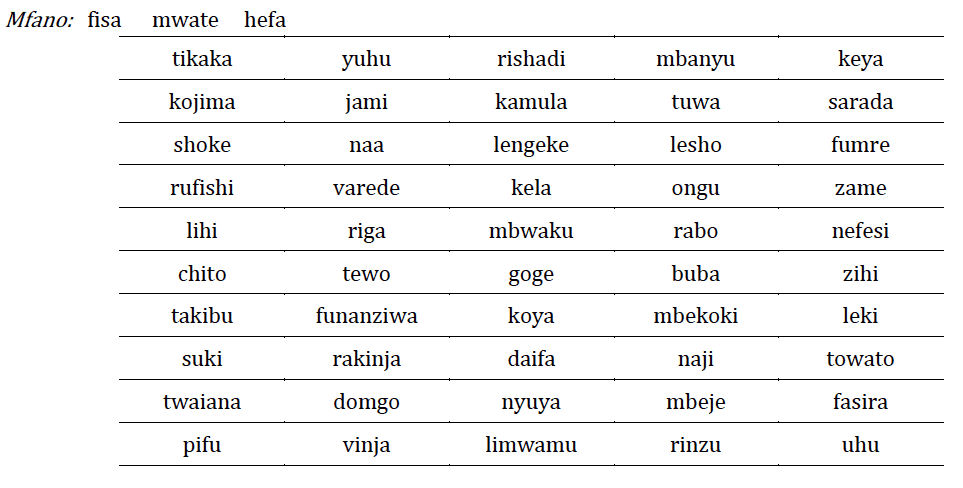 Mfano: fisa mwate hefa
tikaka yuhu rishadi mbanyu keya
kojima jami kamula tuwa sarada
shoke naa lengeke lesho fumre
rufishi varede kela ongu zame
lihi riga mbwaku rabo nefesi
chito tewo goge buba zihi
takibu funanziwa koya mbekoki leki
suki rakinja daifa naji towato
twaiana domgo nyuya mbeje fasira
pifu vinja limwamu rinzu uhu